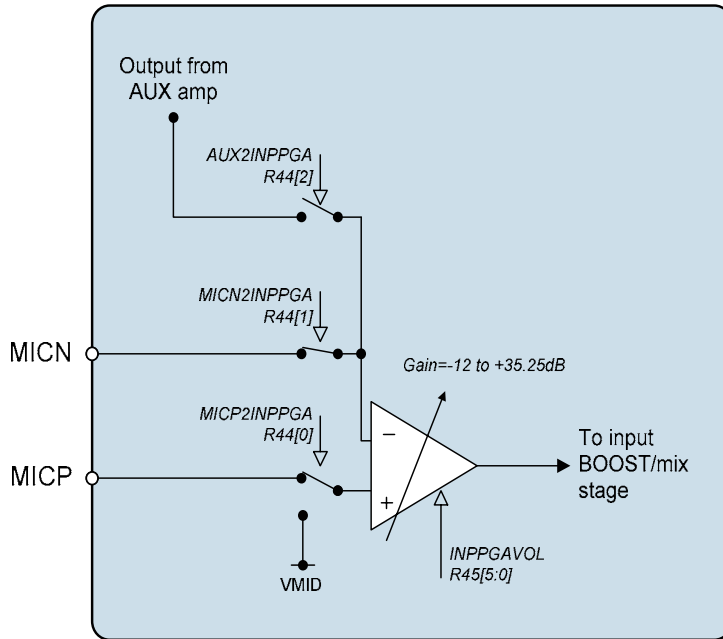 Output from
AUX amp
AUX2INPPGA
R44[2]
MICN2INPPGA
R44[1]
MICN
Gain=-12 to +35.25dB
MICP2INPPGA
R44[0]
MICP
−
+
To input
BOOST/mix
stage
VMID
INPPGAVOL
R45[5:0]